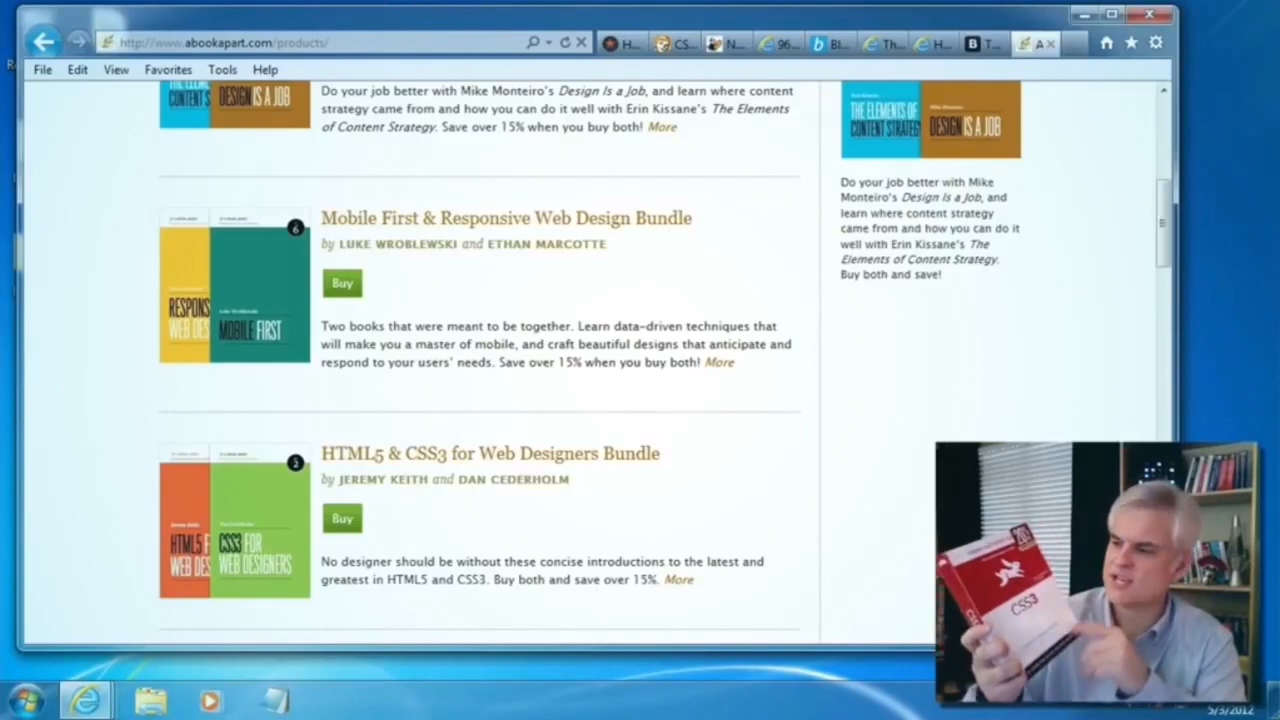 http://www.abookapart.com/products/
H...
CS...
N...
96...
Bl...
Th...
H...
T...
A
File Edit View Favorites Tools Help
CONTENT S
DESIGN IS A JOB
Do your job better with Mike Monteiro's Design Is a Job, and learn where content
strategy came from and how you can do it well with Erin Kissane's The Elements
of Content Strategy. Save over 15% when you buy both! More
6
RESPONS
WEB DES
MOBILE FIRST
Mobile First & Responsive Web Design Bundle
by LUKE WROBLEWSKI and ETHAN MARCOTTE
Buy
Two books that were meant to be together. Learn data-driven techniques that
will make you a master of mobile, and craft beautiful designs that anticipate and
respond to your users' needs. Save over 15% when you buy both! More
2
HTML5 F
WEB DES
CSS3 FOR
WEB DESIGNERS
HTML5 & CSS3 for Web Designers Bundle
by JEREMY KEITH and DAN CEDERHOLM
Buy
No designer should be without these concise introductions to the latest and
greatest in HTML5 and CSS3. Buy both and save over 15%. More
THE ELEMENTS OF
CONTENT STRATEGY
DESIGN IS A JOB
Do your job better with Mike
Monteiro's Design Is a Job, and
learn where content strategy
came from and how you can do it
well with Erin Kissane's The
Elements of Content Strategy.
Buy both and save!
CSS3
5/3/2012